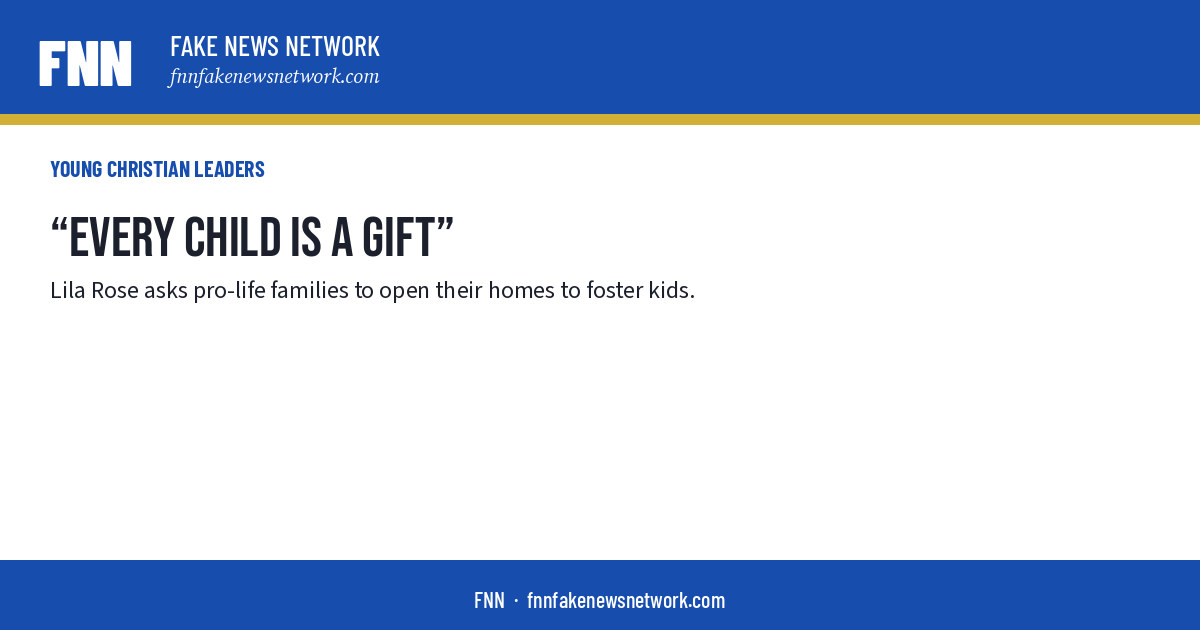 FNN
FAKE NEWS NETWORK
fnnfakenewsnetwork.com
YOUNG CHRISTIAN LEADERS
“EVERY CHILD IS A GIFT”
Lila Rose asks pro-life families to open their homes to foster kids.
FNN · fnnfakenewsnetwork.com